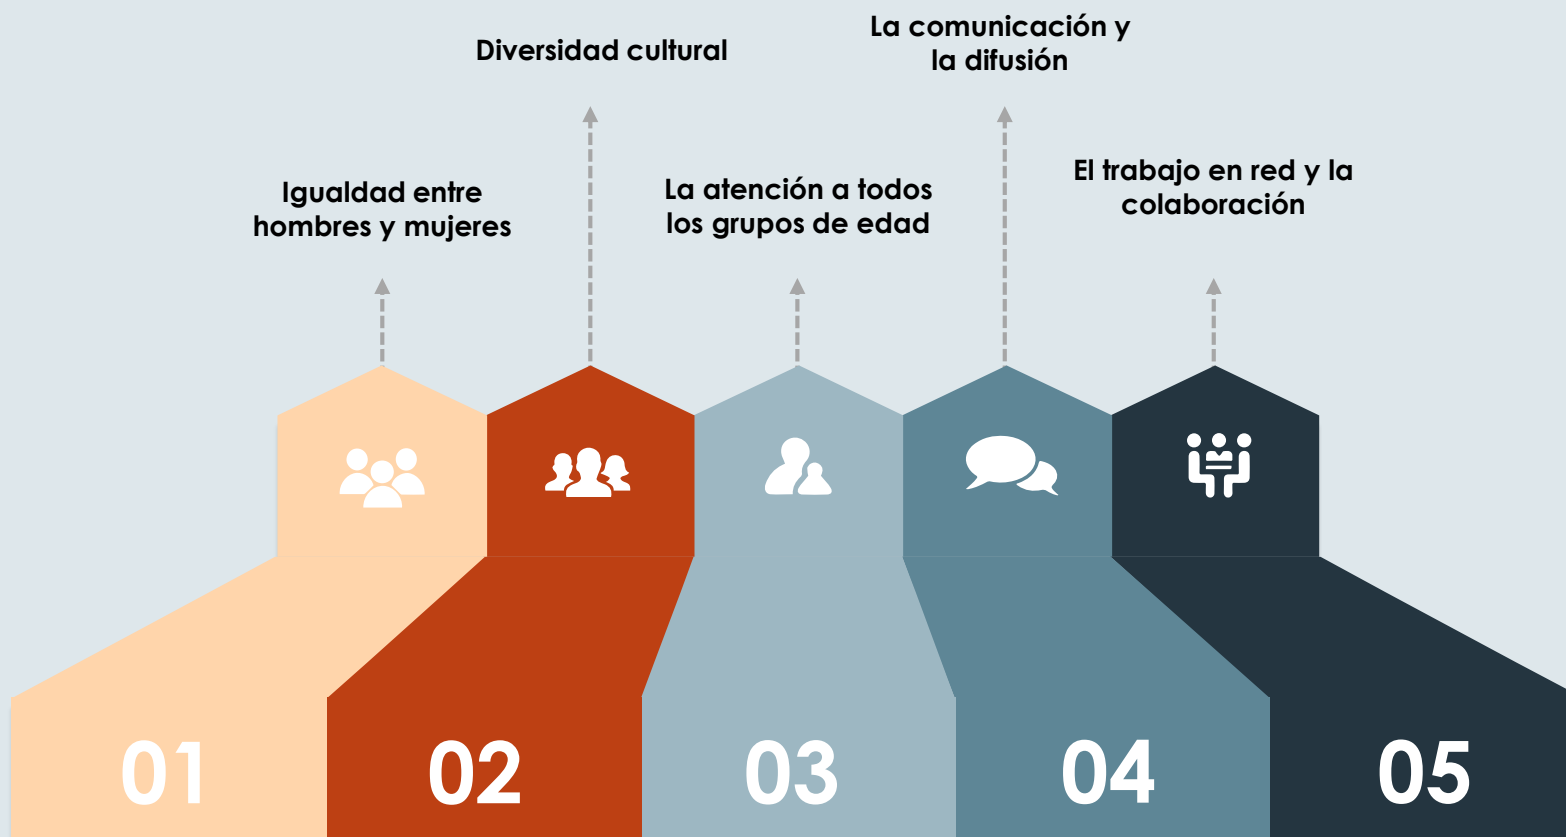 Igualdad entre
hombres y mujeres
Diversidad cultural
La atención a todos
los grupos de edad
La comunicación y
la difusión
El trabajo en red y la
colaboración
01
02
03
04
05